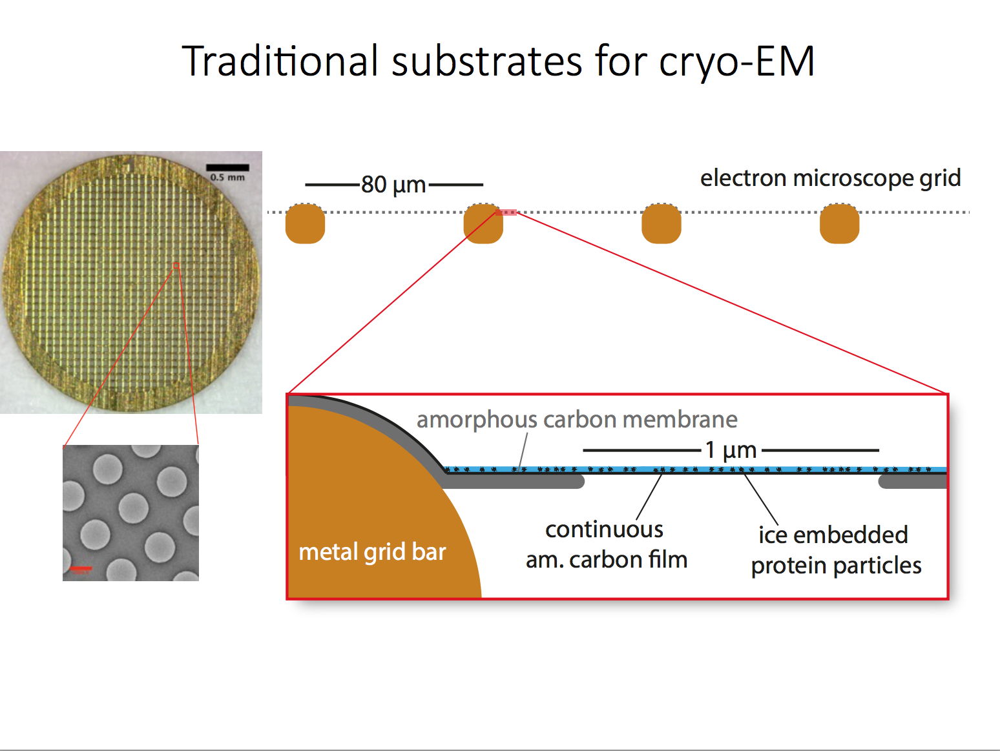 Traditional substrates for cryo-EM
0.5 mm
80 µm
electron microscope grid
amorphous carbon membrane
1 µm
continuous
am. carbon film
ice embedded
protein particles
metal grid bar